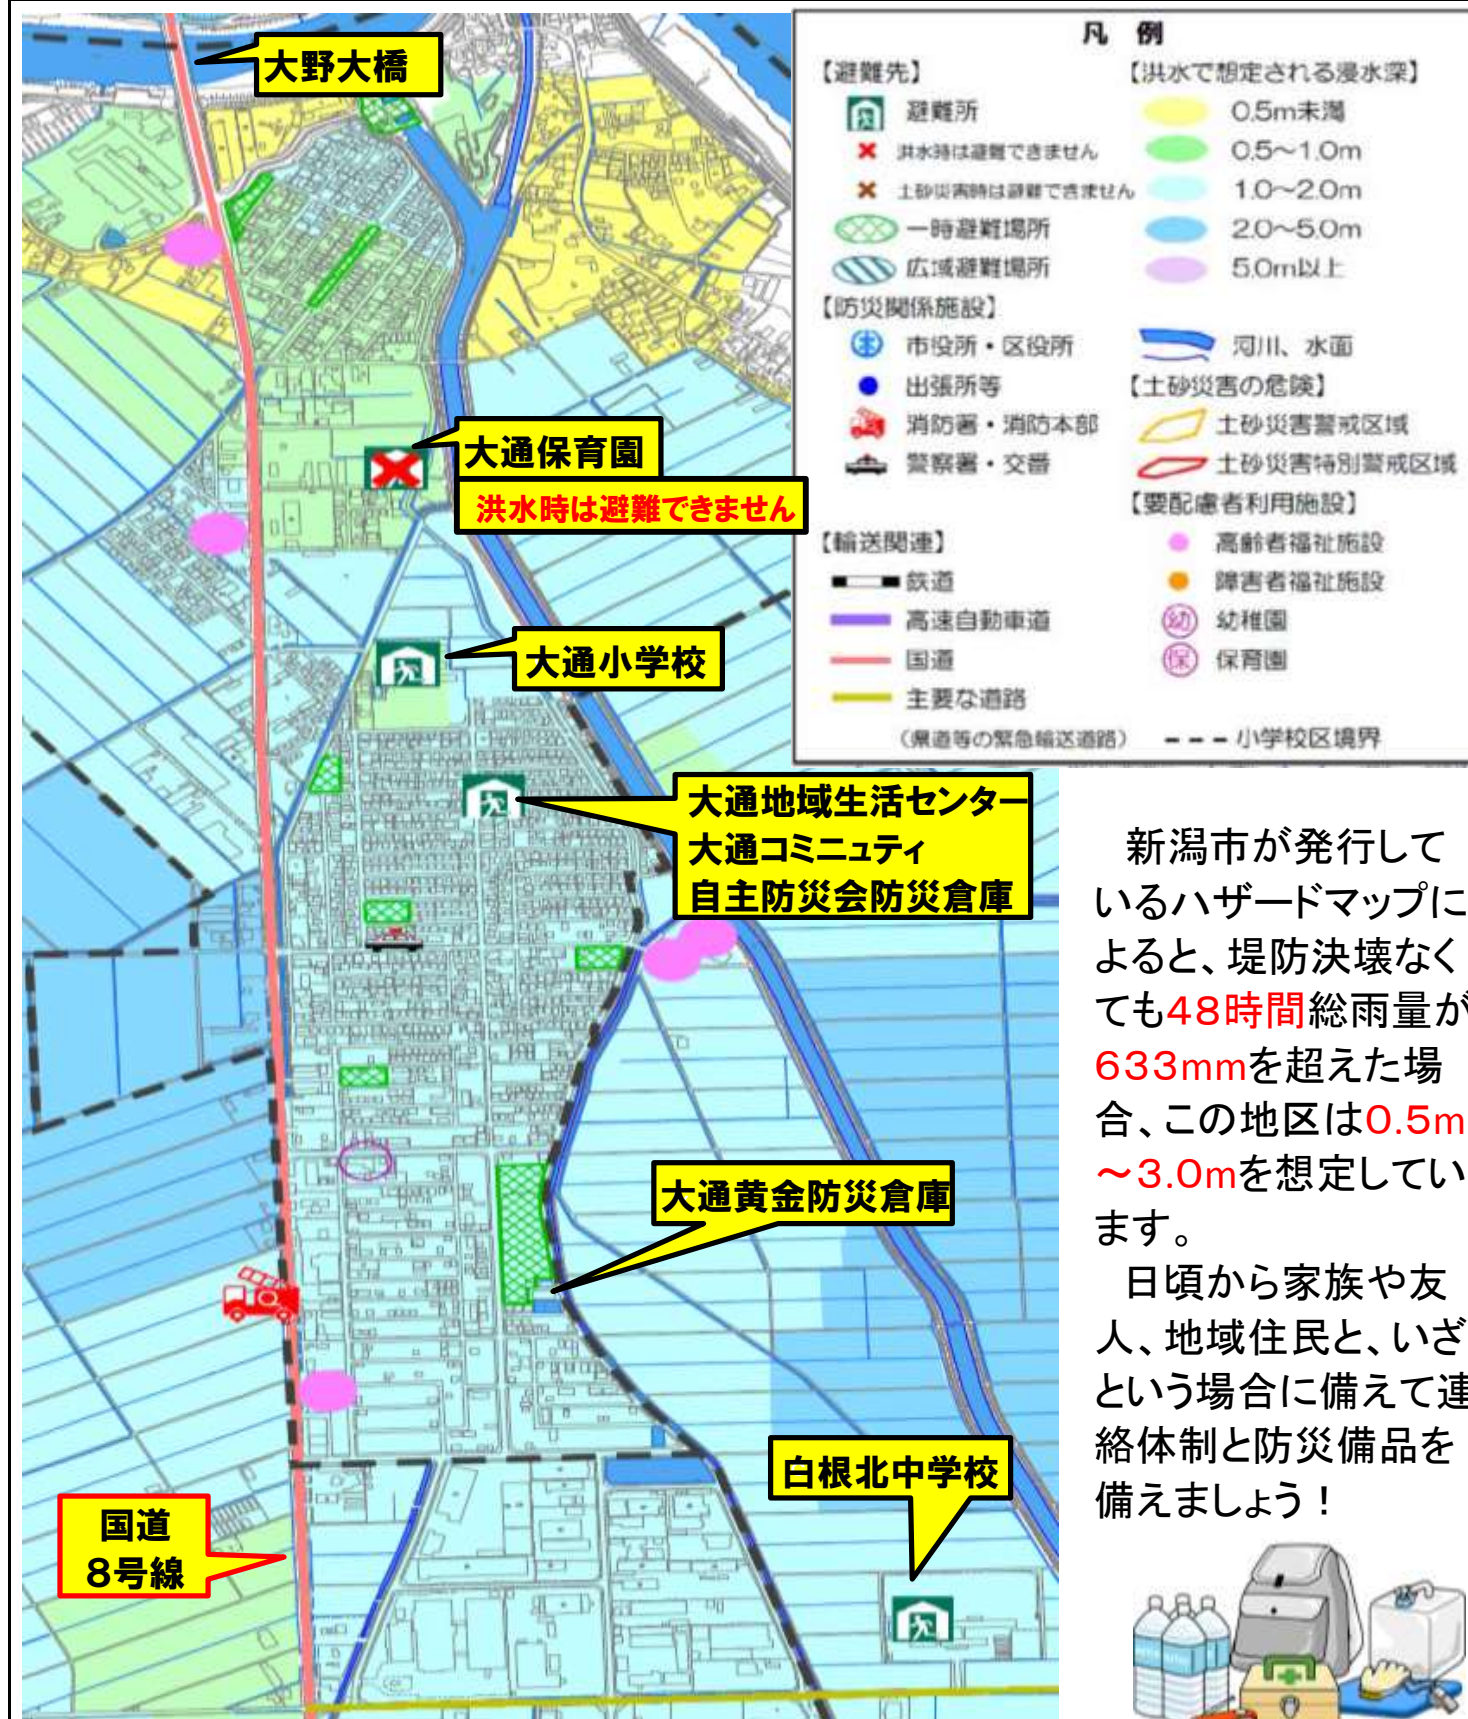 大野大橋
凡 例
【避難先】
避難所
洪水時は避難できません
土砂災害時は避難できません
一時避難場所
広域避難場所
【防災関係施設】
市役所・区役所
出張所等
消防署・消防本部
警察署・交番
【輸送関連】
鉄道
高速自動車道
国道
主要な道路
（県道等の緊急輸送道路）
【洪水で想定される浸水深】
0.5m未満
0.5～1.0m
1.0～2.0m
2.0～5.0m
5.0m以上
河川、水面
【土砂災害の危険】
土砂災害警戒区域
土砂災害特別警戒区域
【要配慮者利用施設】
高齢者福祉施設
障害者福祉施設
幼 幼稚園
保 保育園
小学校区境界
大通保育園
洪水時は避難できません
大通小学校
大通地域生活センター
大通コミニュティ
自主防災会防災倉庫
大通黄金防災倉庫
白根北中学校
国道
８号線
新潟市が発行して
いるハザードマップに
よると、堤防決壊なく
ても４８時間総雨量が
６３３mmを超えた場
合、この地区は０.５m
～３.０mを想定してい
ます。
日頃から家族や友
人、地域住民と、いざ
という場合に備えて連
絡体制と防災備品を
備えましょう！